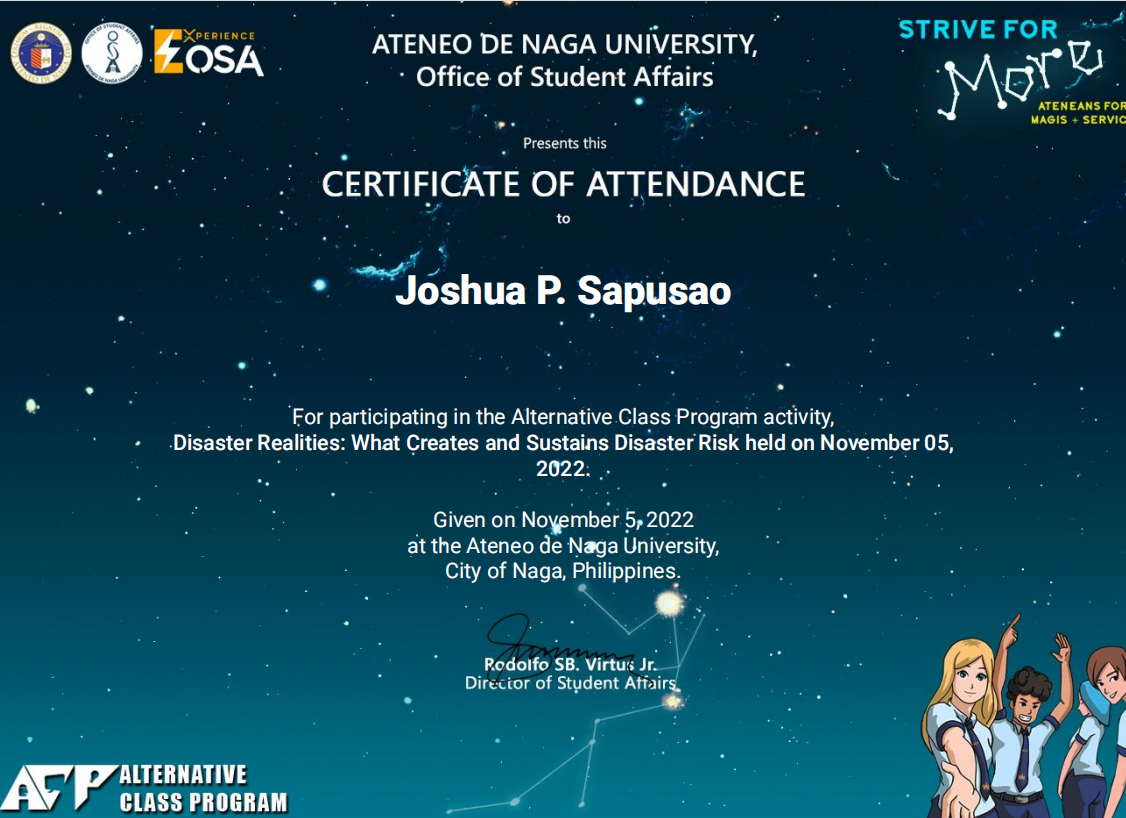 XPERIENCE
EOSA
ATENEO DE NAGA UNIVERSITY,
Office of Student Affairs
STRIVE FOR
More
ATENEANS FOR
MAGIS + SERVIC
Presents this
CERTIFICATE OF ATTENDANCE
to
Joshua P. Sapusao
For participating in the Alternative Class Program activity,
Disaster Realities: What Creates and Sustains Disaster Risk held on November 05,
2022.
Given on November 5, 2022
at the Ateneo de Naga University,
City of Naga, Philippines.
Rodolfo SB. Virtus Jr.
Director of Student Affairs
ACP ALTERNATIVE
CLASS PROGRAM